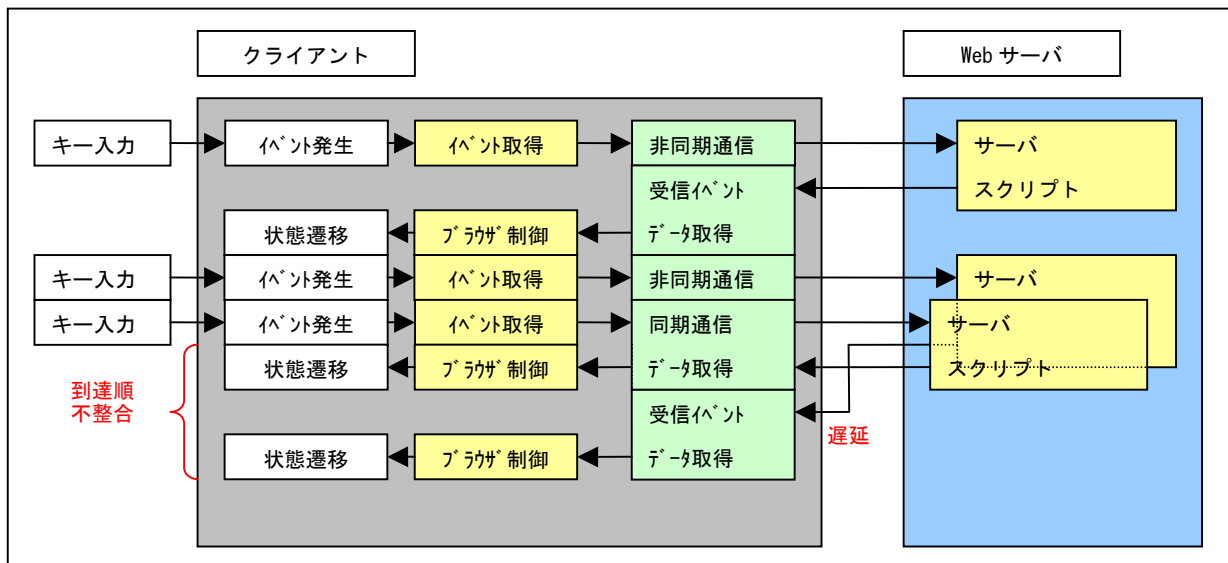 クライアント
Web サーバ
キー入力
イベント発生
イベント取得
非同期通信
サーバ
受信イベント
スクリプト
状態遷移
ブラウザ制御
データ取得
キー入力
イベント発生
イベント取得
非同期通信
サーバ
キー入力
イベント発生
イベント取得
同期通信
サーバ
状態遷移
ブラウザ制御
データ取得
スクリプト
到達順
不整合
受信イベント
遅延
状態遷移
ブラウザ制御
データ取得